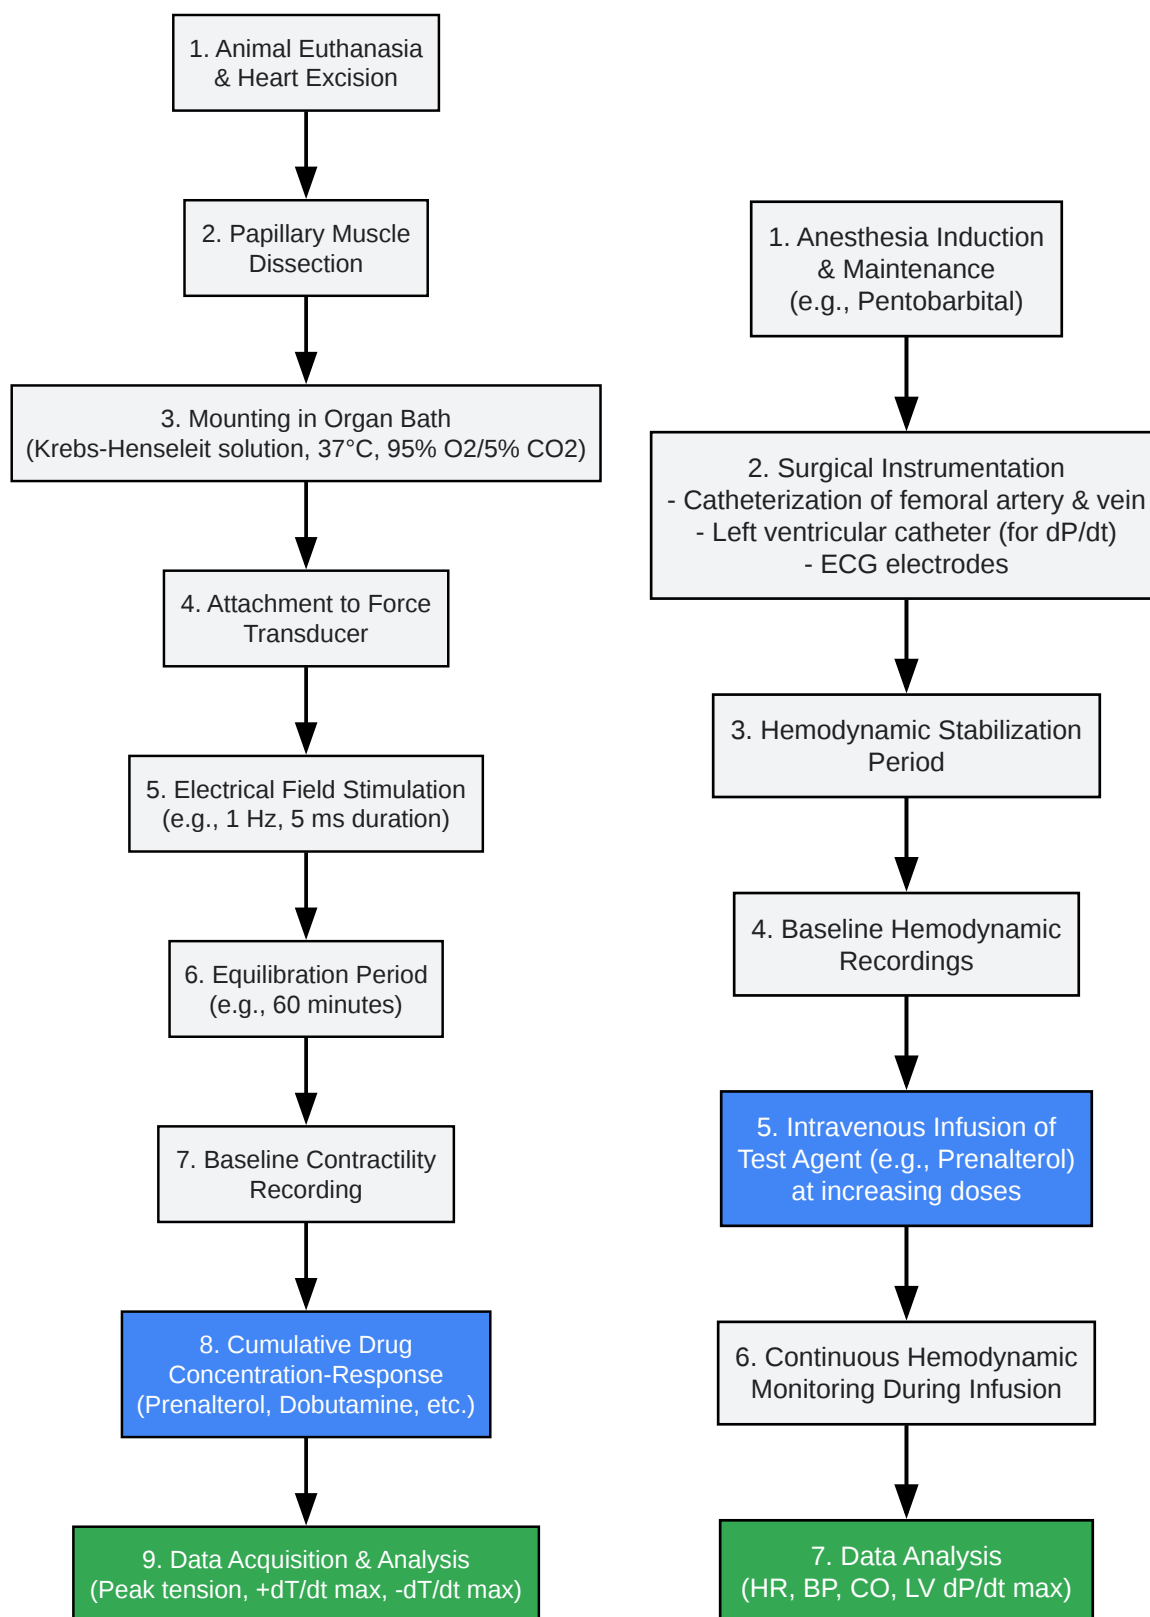 1. Animal Euthanasia
& Heart Excision
2. Papillary Muscle
Dissection
3. Mounting in Organ Bath
(Krebs-Henseleit solution, 37°C, 95% O2/5% CO2)
4. Attachment to Force
Transducer
5. Electrical Field Stimulation
(e.g., 1 Hz, 5 ms duration)
6. Equilibration Period
(e.g., 60 minutes)
7. Baseline Contractility
Recording
8. Cumulative Drug
Concentration-Response
(Prenalterol, Dobutamine, etc.)
9. Data Acquisition & Analysis
(Peak tension, +dT/dt max, -dT/dt max)
1. Anesthesia Induction
& Maintenance
(e.g., Pentobarbital)
2. Surgical Instrumentation
- Catheterization of femoral artery & vein
- Left ventricular catheter (for dP/dt)
- ECG electrodes
3. Hemodynamic Stabilization
Period
4. Baseline Hemodynamic
Recordings
5. Intravenous Infusion of
Test Agent (e.g., Prenalterol)
at increasing doses
6. Continuous Hemodynamic
Monitoring During Infusion
7. Data Analysis
(HR, BP, CO, LV dP/dt max)